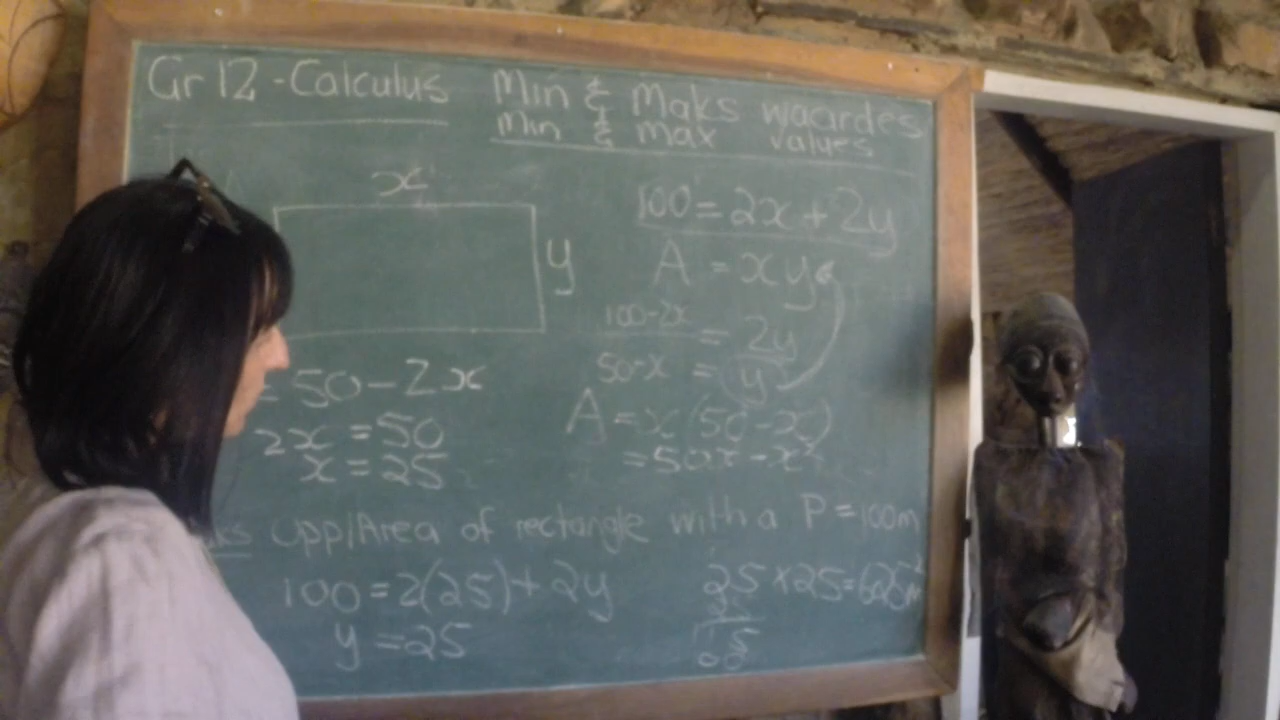 Gr 12 - Calculus
Min & Maks waardes
Min & max values
x
y
100 = 2x + 2y
A = xy
100-2x = 2y
50-x = y
A = x(50-x)
= 50x - x²
= 50 - 2x
2x = 50
x = 25
ks Opp/Area of rectangle with a P = 100m
100 = 2(25) + 2y
y = 25
25 x 25 = 625m²